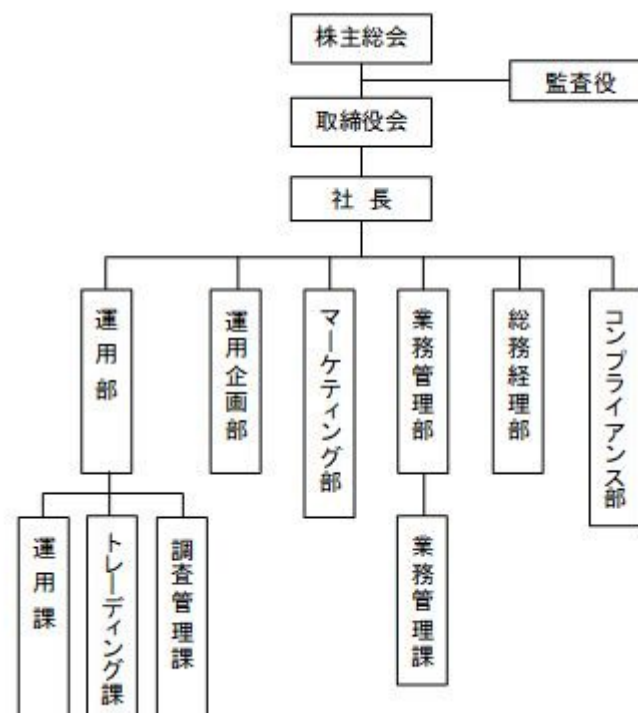 株主総会
監査役
取締役会
社 長
運用部
運用企画部
マーケティング部
業務管理部
総務経理部
コンプライアンス部
運用課
トレーディング課
調査管理課
業務管理課